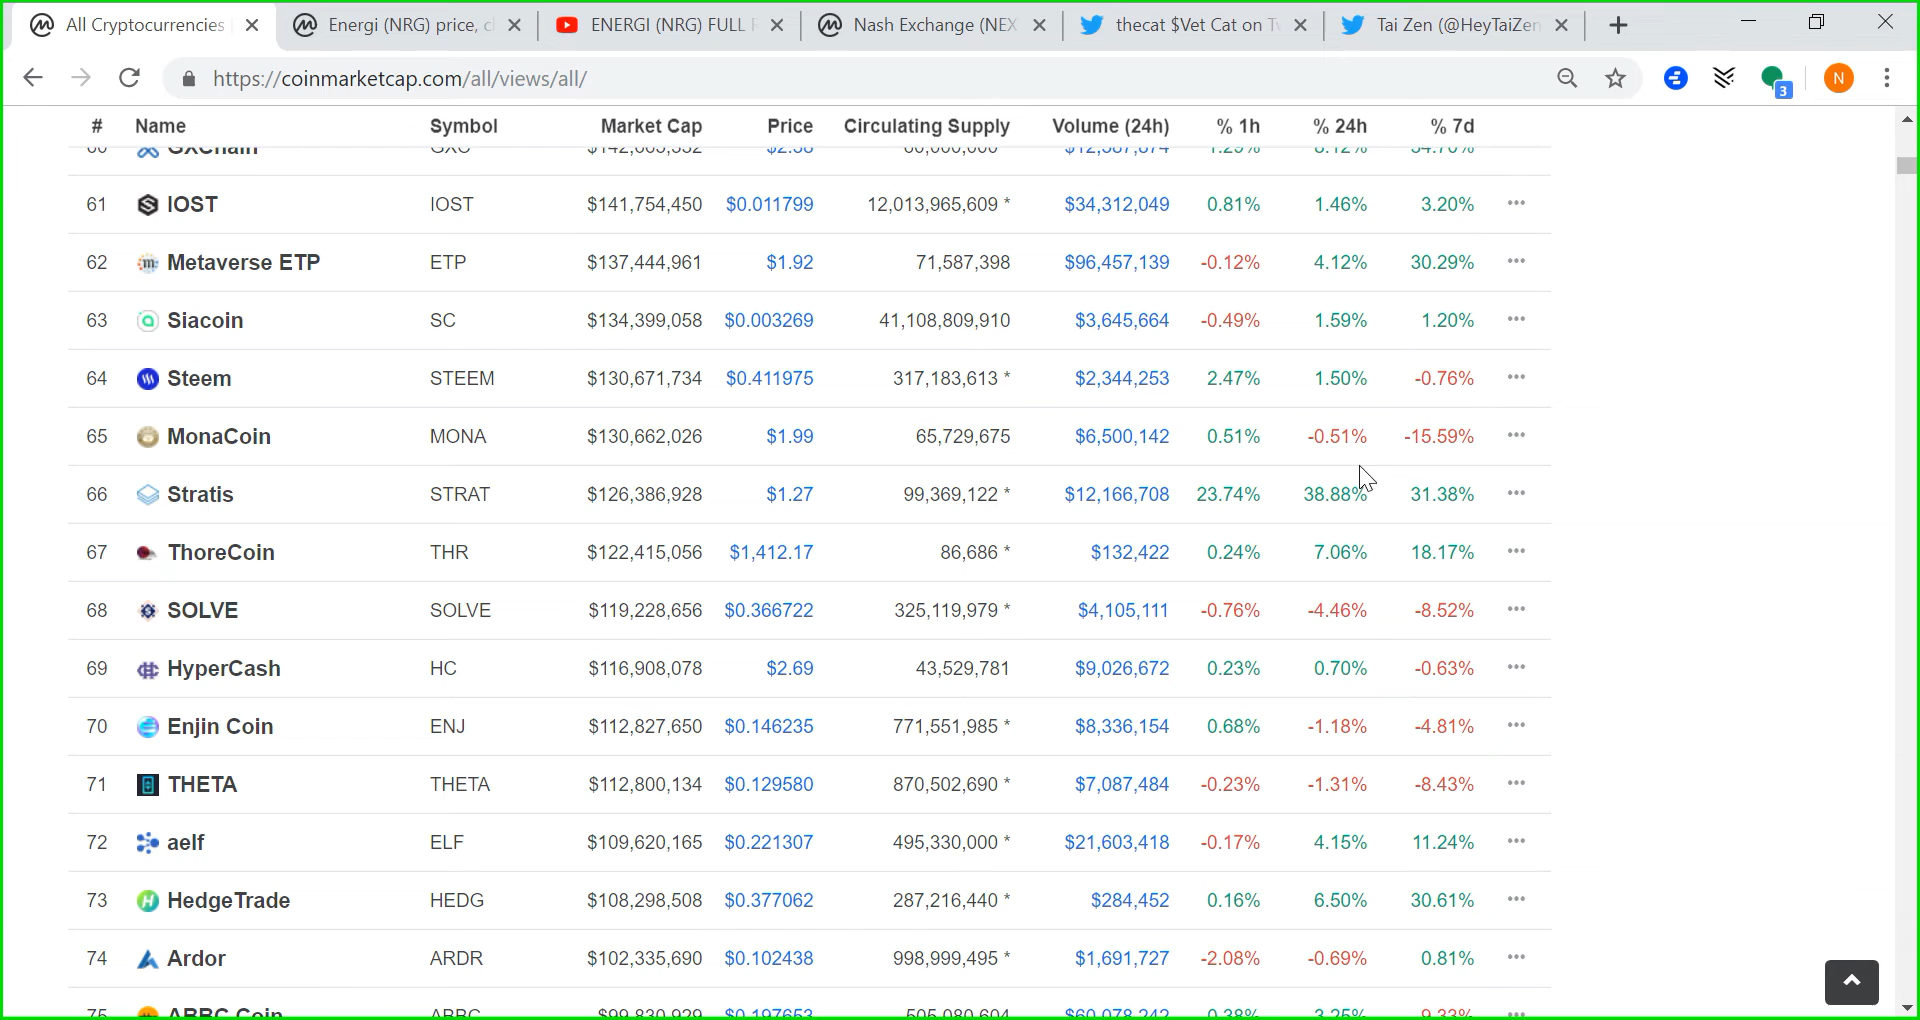 All Cryptocurrencies
Energi (NRG) price, c
ENERGI (NRG) FULL
Nash Exchange (NEX
thecat $Vet Cat on Tw
Tai Zen (@HeyTaiZen
https://coinmarketcap.com/all/views/all/
3
N
# Name Symbol Market Cap Price Circulating Supply Volume (24h) % 1h % 24h % 7d
61 IOST IOST $141,754,450 $0.011799 12,013,965,609 * $34,312,049 0.81% 1.46% 3.20%
62 Metaverse ETP ETP $137,444,961 $1.92 71,587,398 $96,457,139 -0.12% 4.12% 30.29%
63 Siacoin SC $134,399,058 $0.003269 41,108,809,910 $3,645,664 -0.49% 1.59% 1.20%
64 Steem STEEM $130,671,734 $0.411975 317,183,613 * $2,344,253 2.47% 1.50% -0.76%
65 MonaCoin MONA $130,662,026 $1.99 65,729,675 $6,500,142 0.51% -0.51% -15.59%
66 Stratis STRAT $126,386,928 $1.27 99,369,122 * $12,166,708 23.74% 38.88% 31.38%
67 ThoreCoin THR $122,415,056 $1,412.17 86,686 * $132,422 0.24% 7.06% 18.17%
68 SOLVE SOLVE $119,228,656 $0.366722 325,119,979 * $4,105,111 -0.76% -4.46% -8.52%
69 HyperCash HC $116,908,078 $2.69 43,529,781 $9,026,672 0.23% 0.70% -0.63%
70 Enjin Coin ENJ $112,827,650 $0.146235 771,551,985 * $8,336,154 0.68% -1.18% -4.81%
71 THETA THETA $112,800,134 $0.129580 870,502,690 * $7,087,484 -0.23% -1.31% -8.43%
72 aelf ELF $109,620,165 $0.221307 495,330,000 * $21,603,418 -0.17% 4.15% 11.24%
73 HedgeTrade HEDG $108,298,508 $0.377062 287,216,440 * $284,452 0.16% 6.50% 30.61%
74 Ardor ARDR $102,335,690 $0.102438 998,999,495 * $1,691,727 -2.08% -0.69% 0.81%
75 ABBC Coin ABBC